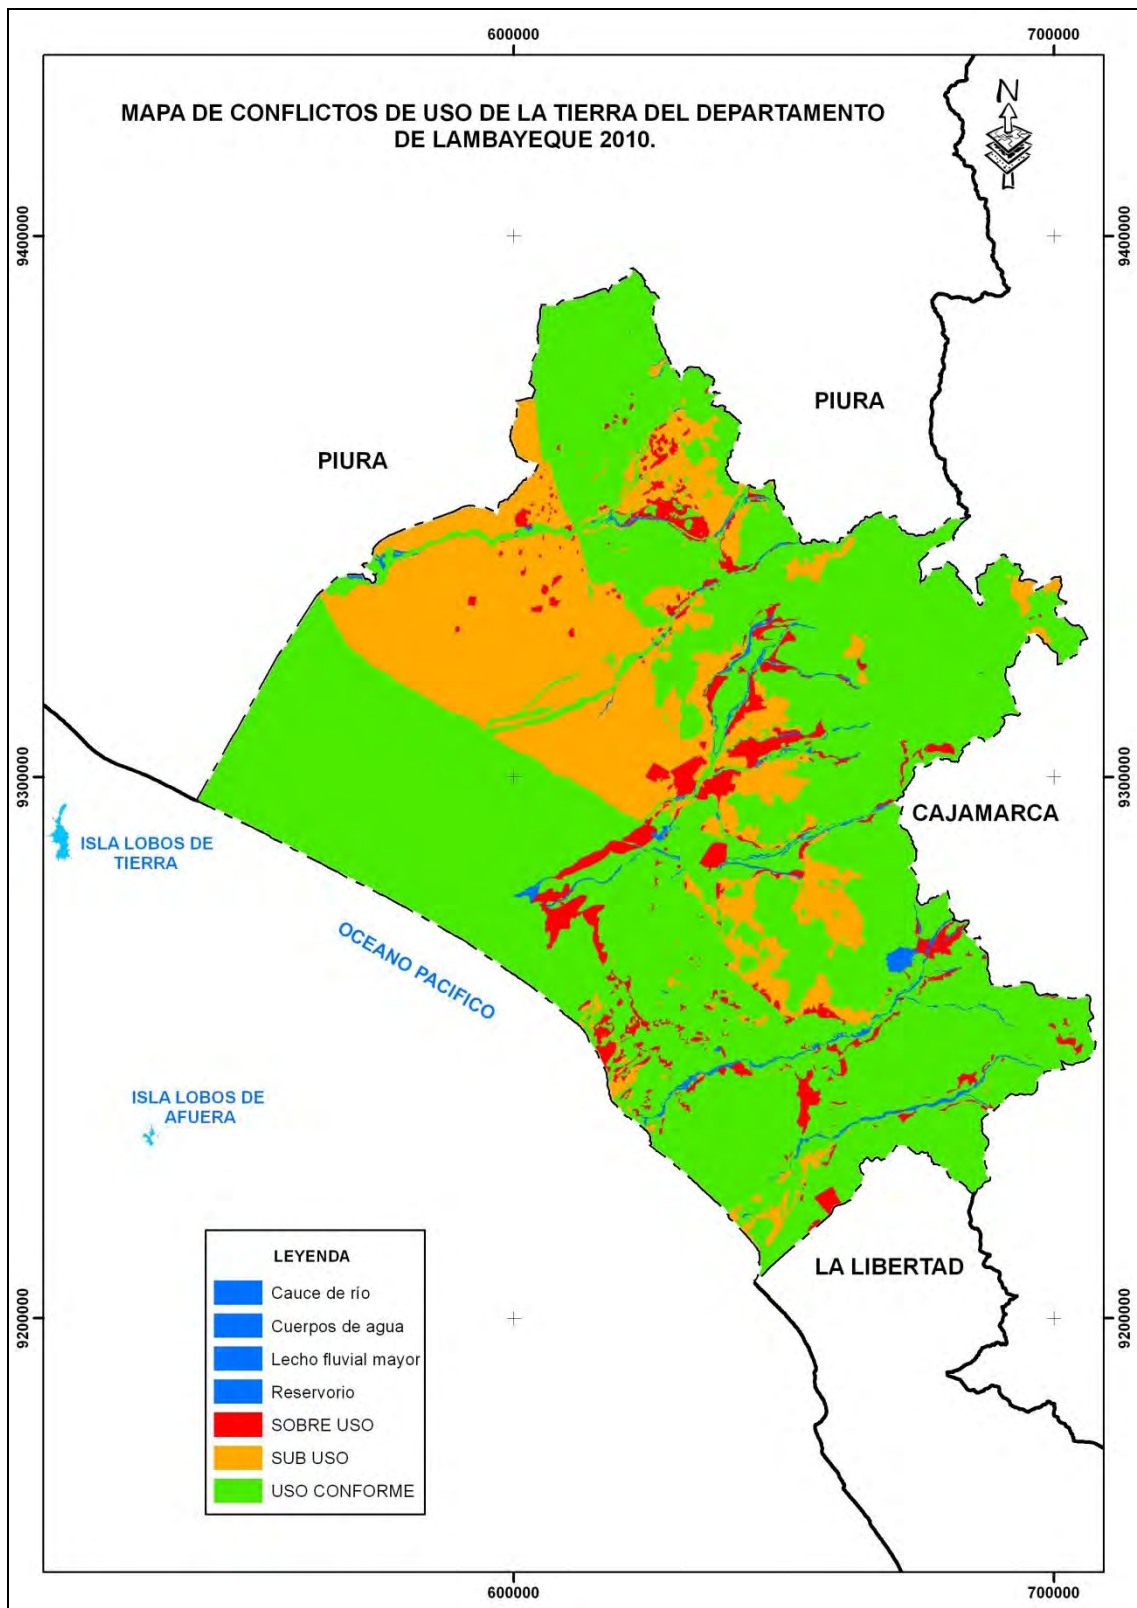 600000
700000
MAPA DE CONFLICTOS DE USO DE LA TIERRA DEL DEPARTAMENTO
DE LAMBAYEQUE 2010.
N
9400000
9400000
PIURA
PIURA
9300000
9300000
CAJAMARCA
ISLA LOBOS DE
TIERRA
OCEANO PACIFICO
ISLA LOBOS DE
AFUERA
LA LIBERTAD
LEYENDA
Cauce de río
Cuerpos de agua
Lecho fluvial mayor
Reservorio
SOBRE USO
SUB USO
USO CONFORME
9200000
9200000
600000
700000